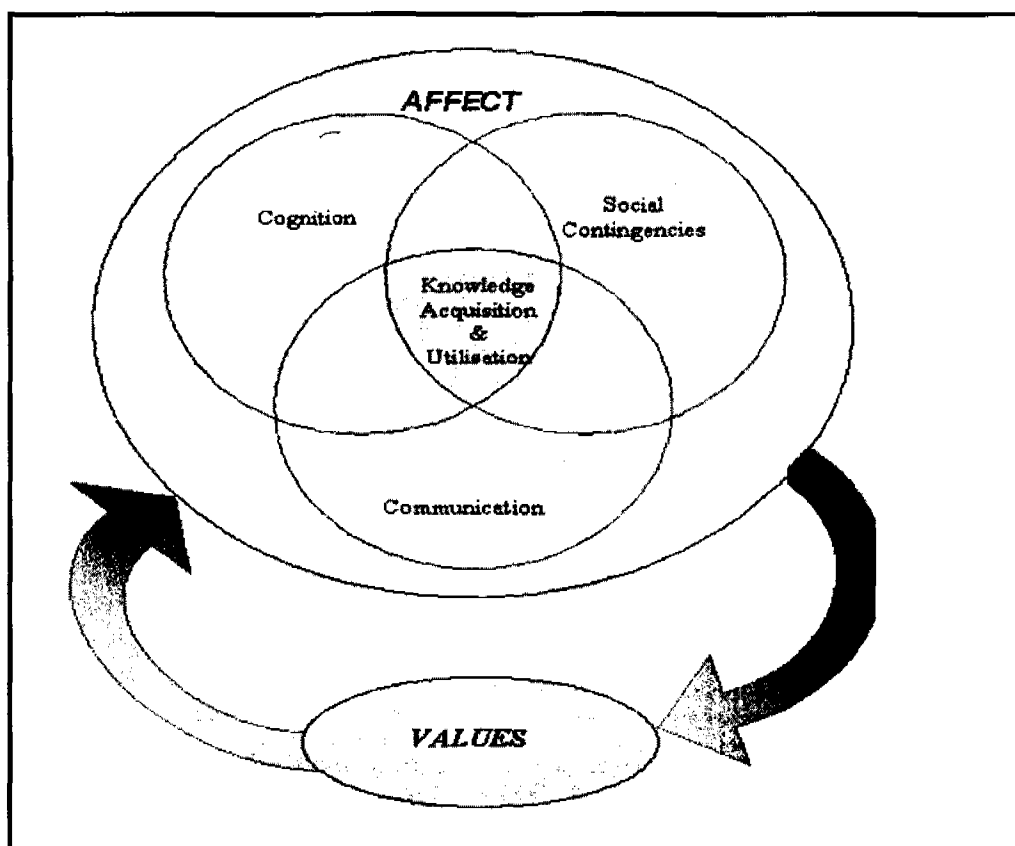 AFFECT
Cognition
Social
Contingencies
Knowledge
Acquisition
&
Utilisation
Communication
VALUES